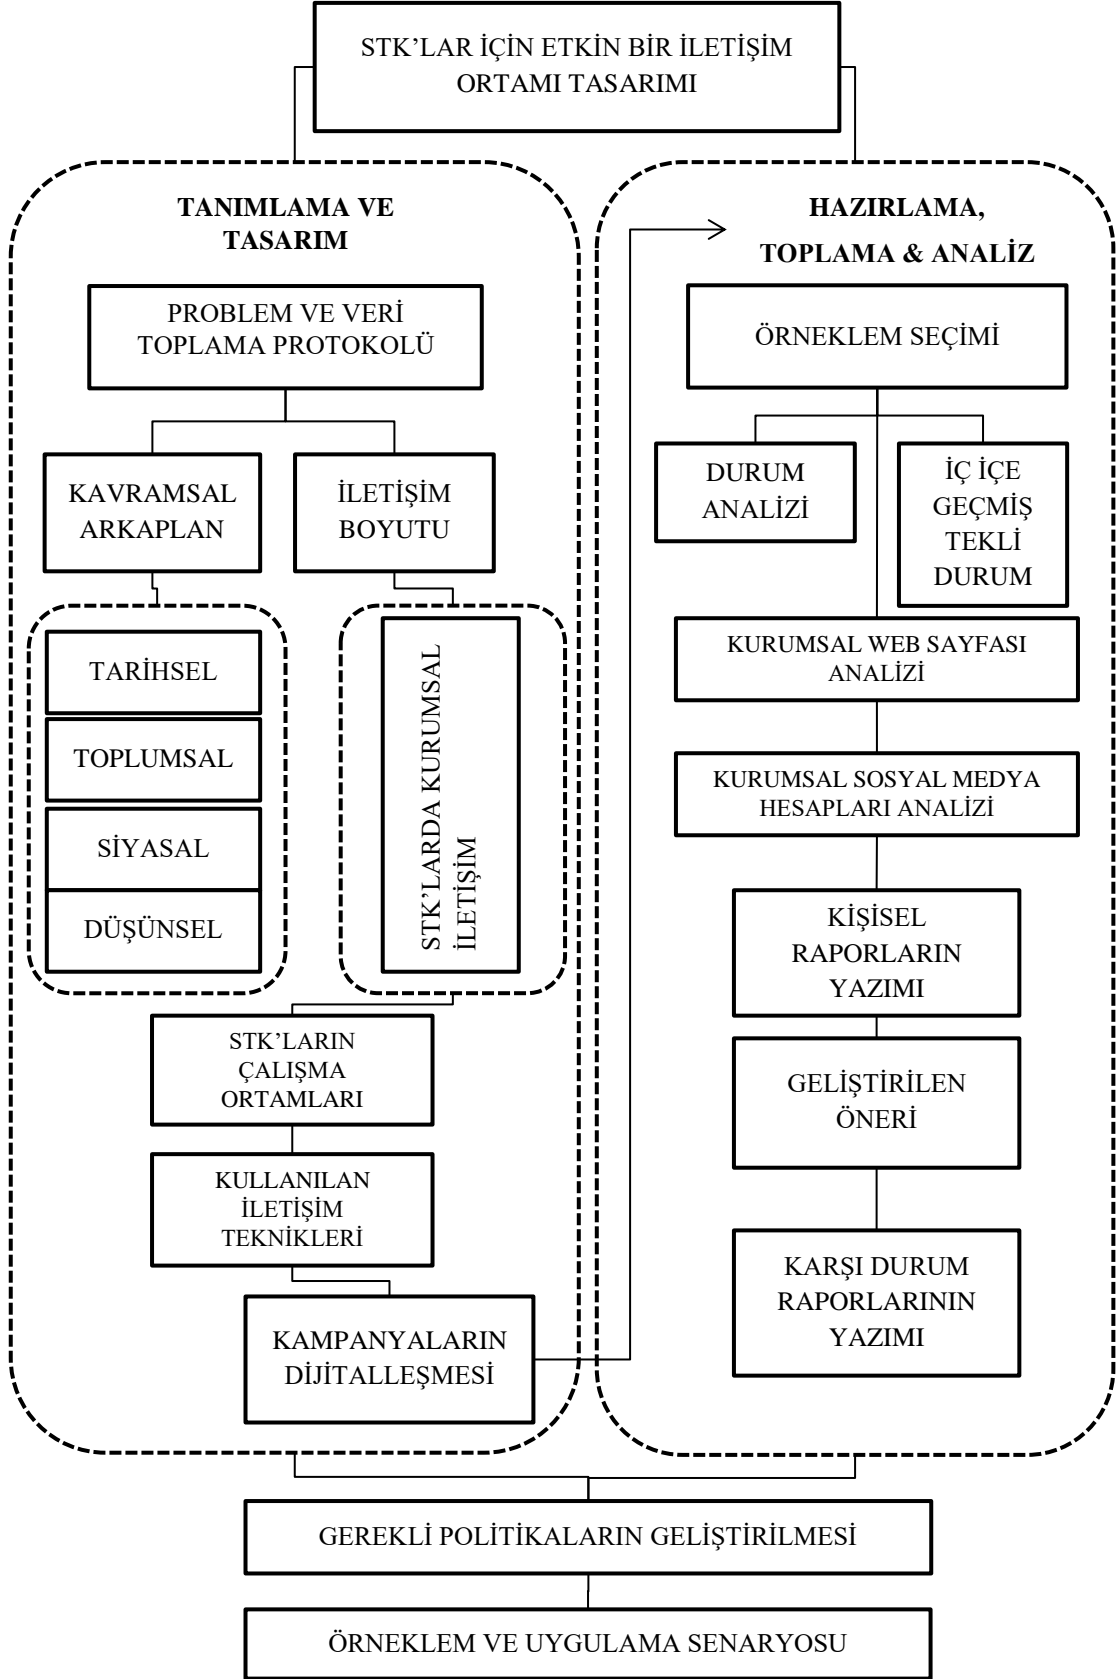 STK’LAR İÇİN ETKİN BİR İLETİŞİM
ORTAMI TASARIMI
TANIMLAMA VE
TASARIM
PROBLEM VE VERİ
TOPLAMA PROTOKOLÜ
KAVRAMSAL
ARKAPLAN
İLETİŞİM
BOYUTU
TARİHSEL
TOPLUMSAL
SİYASAL
DÜŞÜNSEL
STK’LARDA KURUMSAL
İLETİŞİM
STK’LARIN
ÇALIŞMA
ORTAMLARI
KULLANILAN
İLETİŞİM
TEKNİKLERİ
KAMPANYALARIN
DİJİTALLEŞMESİ
HAZIRLAMA,
TOPLAMA & ANALİZ
ÖRNEKLEM SEÇİMİ
DURUM
ANALİZİ
İÇ İÇE
GEÇMİŞ
TEKLİ
DURUM
KURUMSAL WEB SAYFASI
ANALİZİ
KURUMSAL SOSYAL MEDYA
HESAPLARI ANALİZİ
KİŞİSEL
RAPORLARIN
YAZIMI
GELİŞTİRİLEN
ÖNERİ
KARŞI DURUM
RAPORLARININ
YAZIMI
GEREKLİ POLİTİKALARIN GELİŞTİRİLMESİ
ÖRNEKLEM VE UYGULAMA SENARYOSU